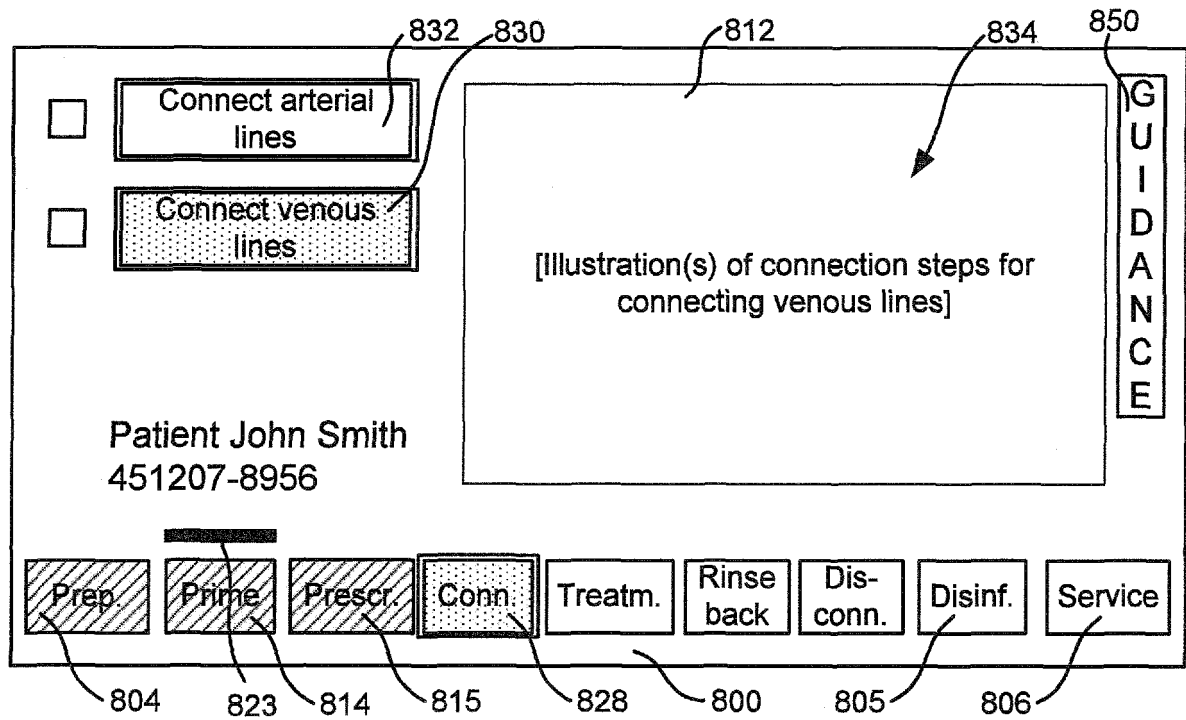 832
830
812
834
850
Connect arterial
lines
Connect venous
lines
[Illustration(s) of connection steps for
connecting venous lines]
G
U
I
D
A
N
C
E
Patient John Smith
451207-8956
Prep.
Prime
Prescr.
Conn.
Treatm.
Rinse
back
Dis-
conn.
Disinf.
Service
804
823
814
815
828
800
805
806